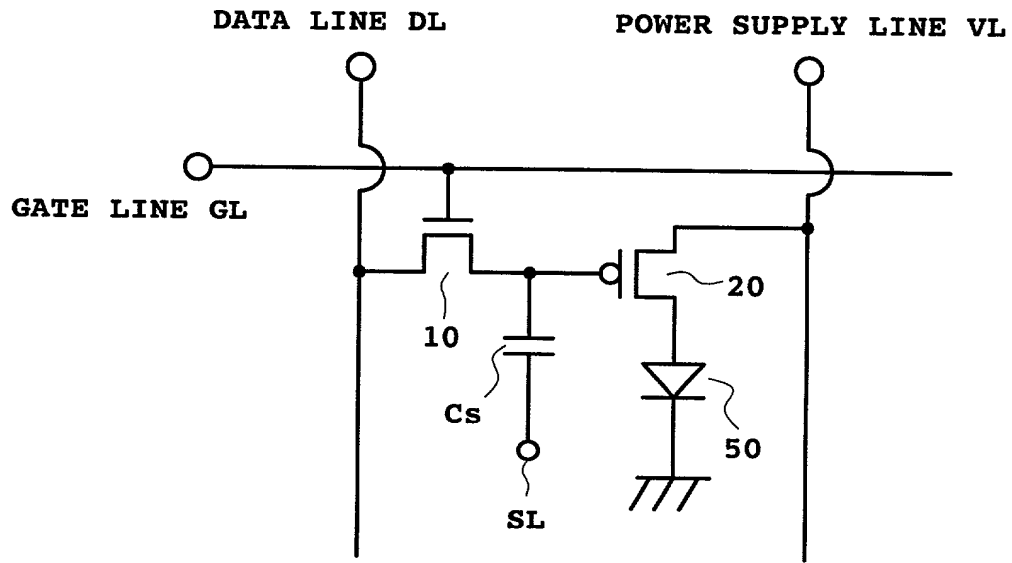 DATA LINE DL
POWER SUPPLY LINE VL
GATE LINE GL
20
10
Cs
50
SL